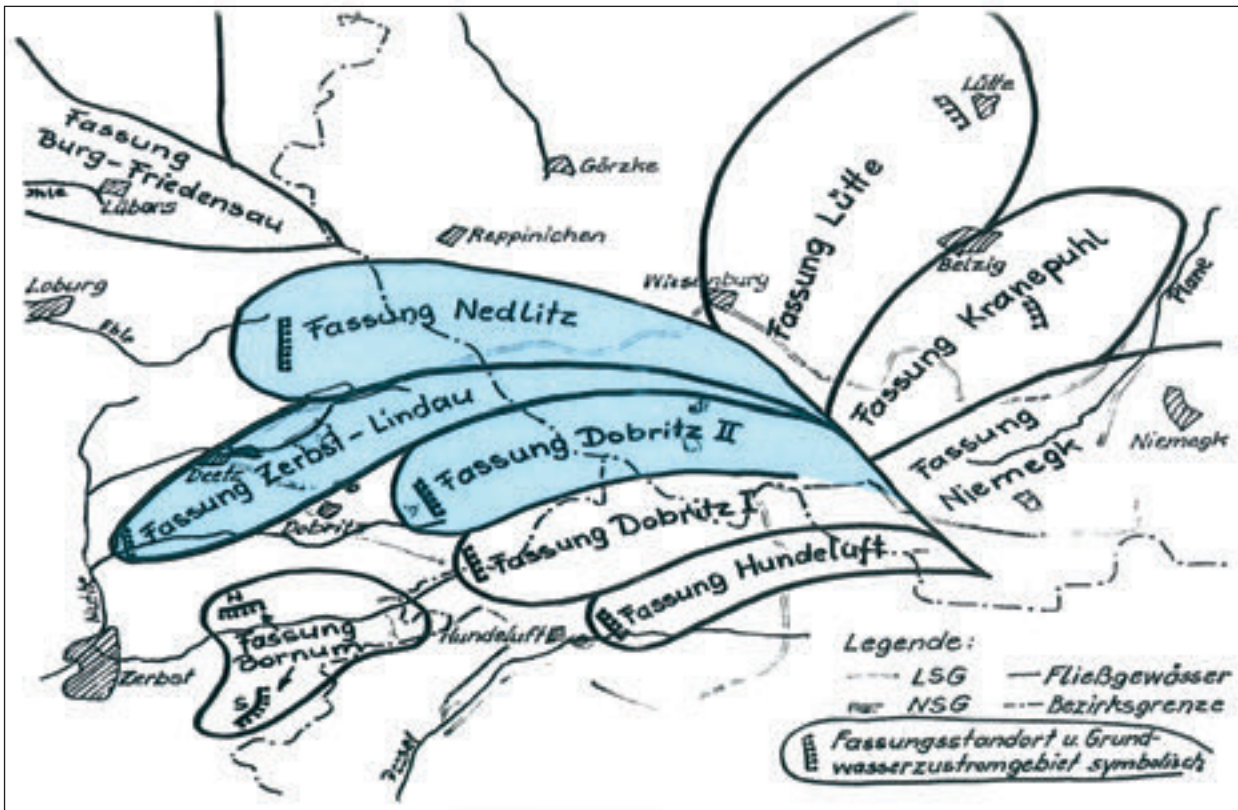 Fassung
Burg-Friedensau
Lübars
Görzke
Lütte
Fassung Lütte
Reppinichen
Loburg
Ehle
Wiesenburg
Belzig
Plane
Fassung Kranepuhl
Fassung Nedlitz
Fassung Zerbst-Lindau
Deetz
Fassung Dobritz II
Fassung
Niemegk
Niemegk
Dobritz
Fassung Dobritz I
Fassung Hundeluft
Nuthe
N
Fassung
Bornum
S
Hundeluft
Zerbst
Legende:
LSG
Fließgewässer
NSG
Bezirksgrenze
Fassungsstandort u. Grund-
wasserzustromgebiet symbolisch